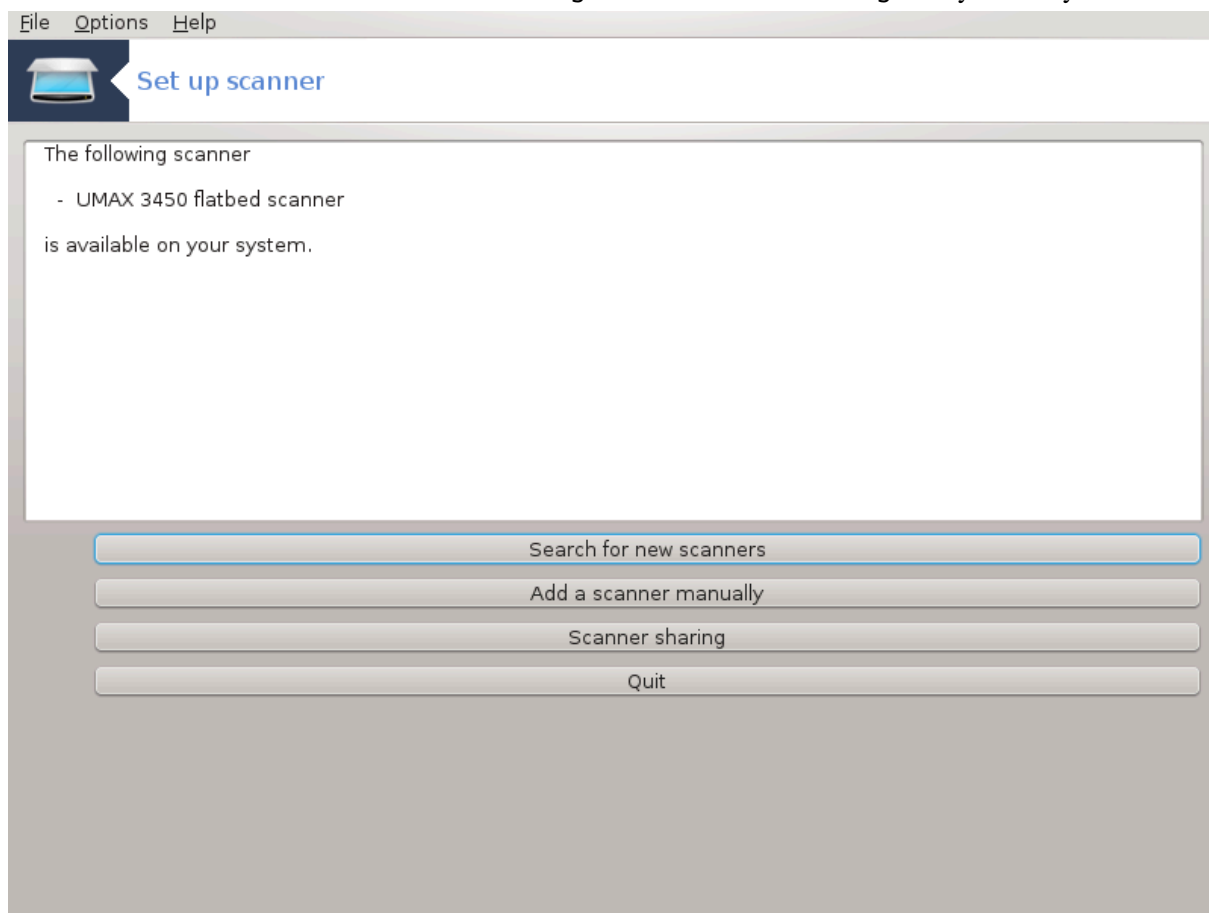 File Options Help
Set up scanner
The following scanner
- UMAX 3450 flatbed scanner
is available on your system.
Search for new scanners
Add a scanner manually
Scanner sharing
Quit